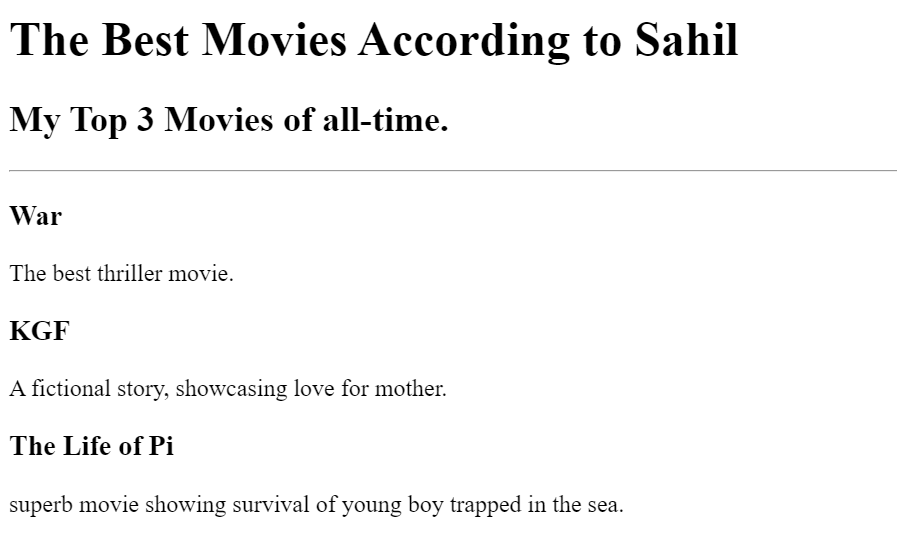 The Best Movies According to Sahil
My Top 3 Movies of all-time.
War
The best thriller movie.
KGF
A fictional story, showcasing love for mother.
The Life of Pi
superb movie showing survival of young boy trapped in the sea.